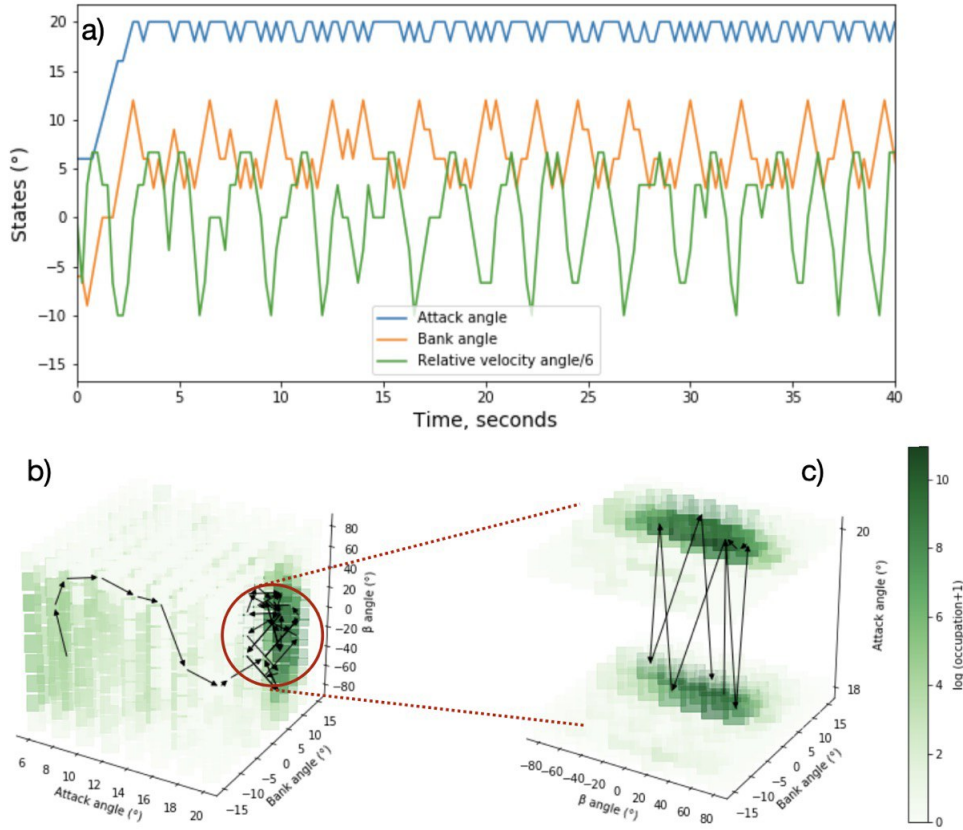 a)
20
15
10
5
0
−5
−10
−15
States (°)
Attack angle
Bank angle
Relative velocity angle/6
0 5 10 15 20 25 30 35 40
Time, seconds
b)
80
60
40
20
0
−20
−40
−60
−80
β angle (°)
15
10
5
0
−5
−10
−15
Bank angle (°)
6 8 10 12 14 16 18 20
Attack angle (°)
c)
20
18
Attack angle (°)
15
10
5
0
−5
−10
−15
Bank angle (°)
−80 −60 −40 −20 0 20 40 60 80
β angle (°)
10
8
6
4
2
0
log (occupation+1)